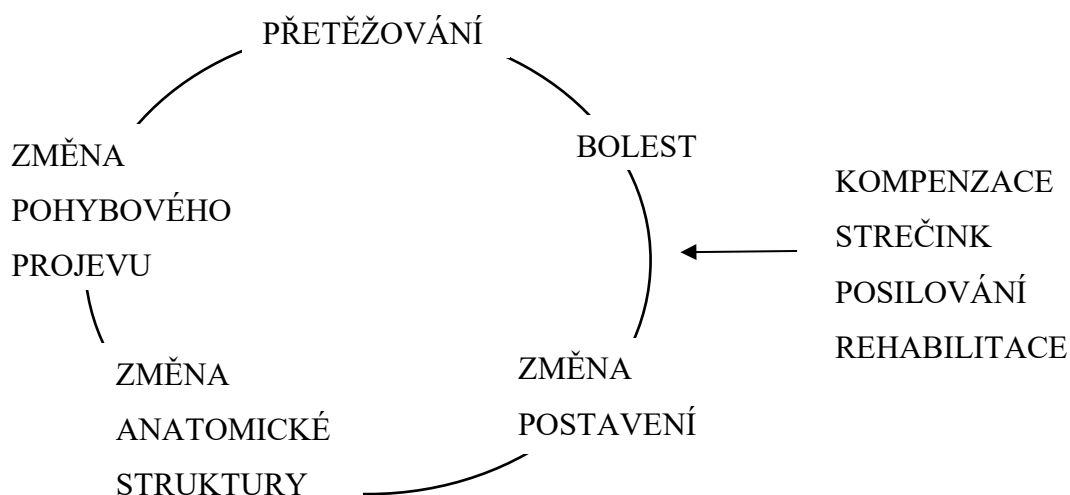 PŘETĚŽOVÁNÍ
BOLEST
ZMĚNA
POHYBOVÉHO
PROJEVU
KOMPENZACE
STREČINK
POSILOVÁNÍ
REHABILITACE
ZMĚNA
POSTAVENÍ
ZMĚNA
ANATOMICKÉ
STRUKTURY